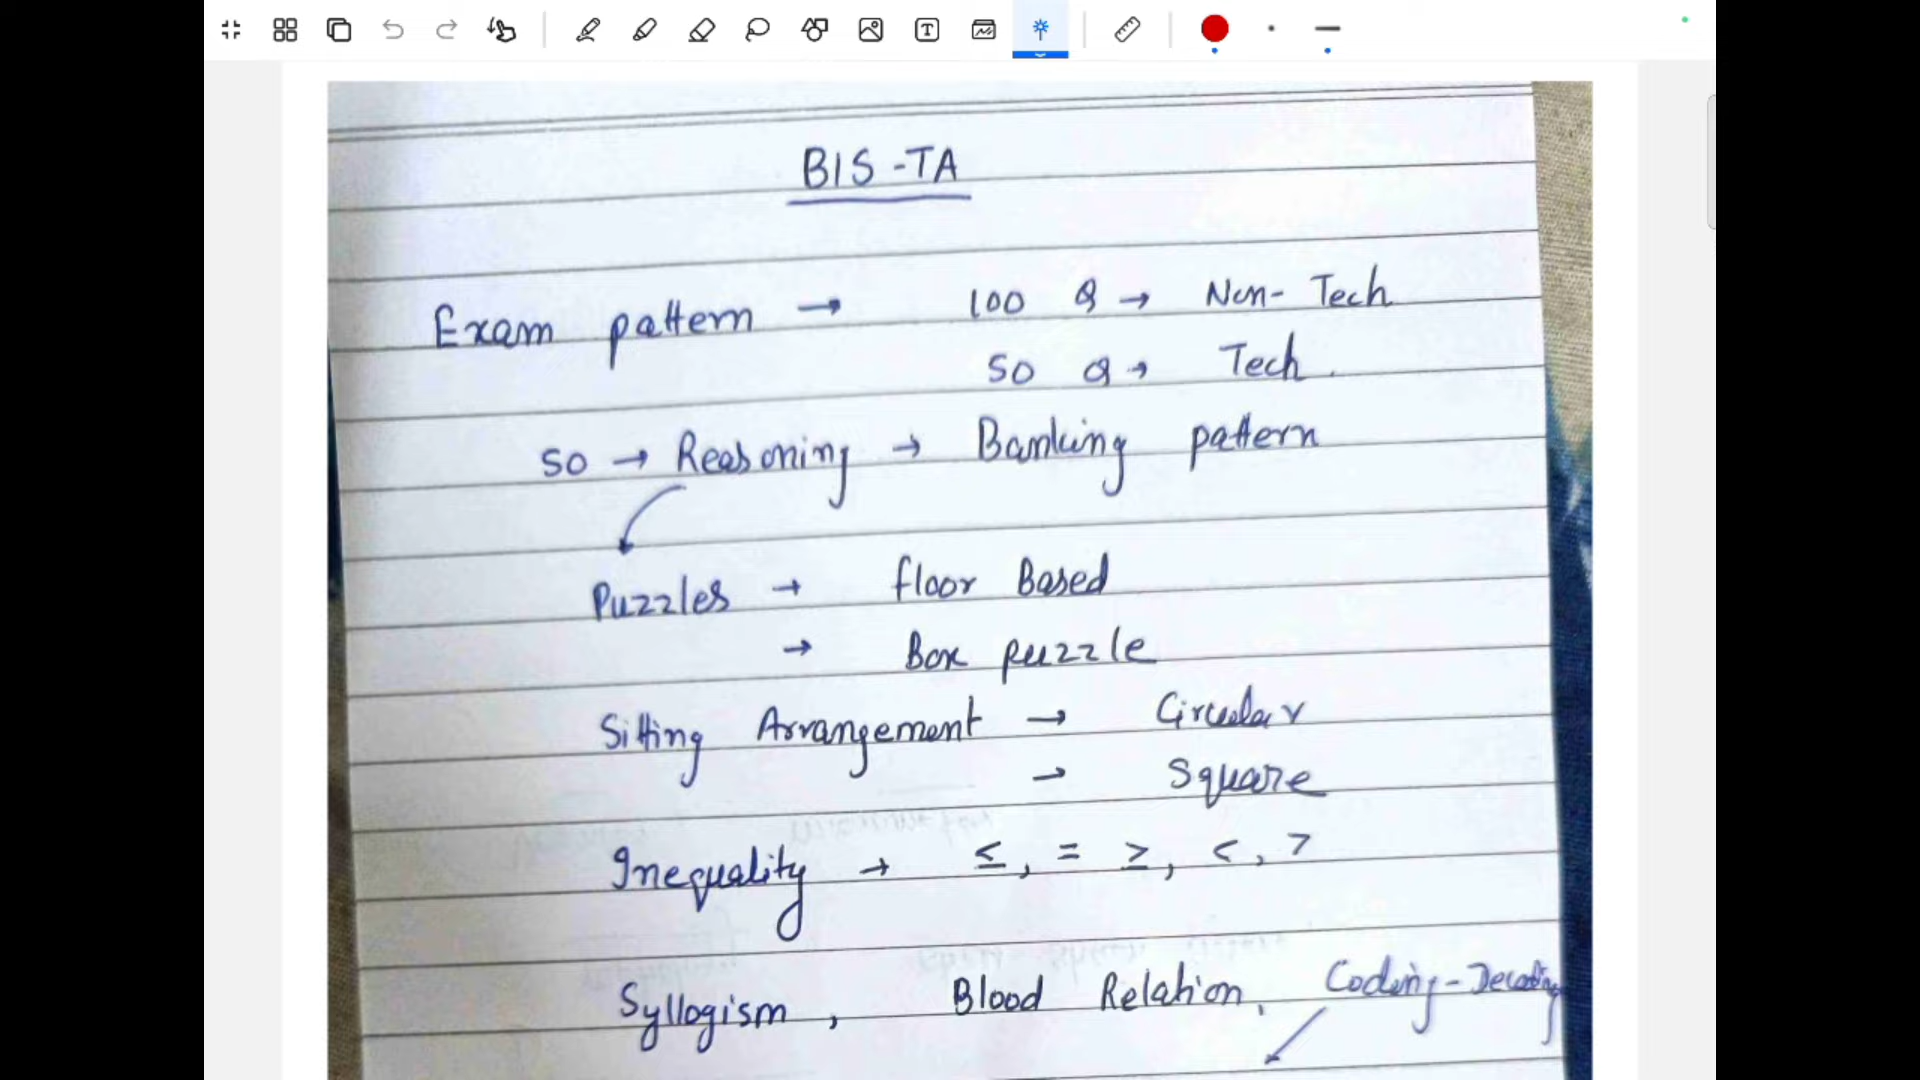 BIS-TA
Exam pattern → 100 Q → Non-Tech
50 Q → Tech.
50 → Reasoning → Banking pattern
Puzzles → floor Based
→ Box puzzle
Sitting Arrangement → Circular
→ Square
Inequality → ≤, = ≥, <, >
Syllogism, Blood Relation, Coding-Decoding